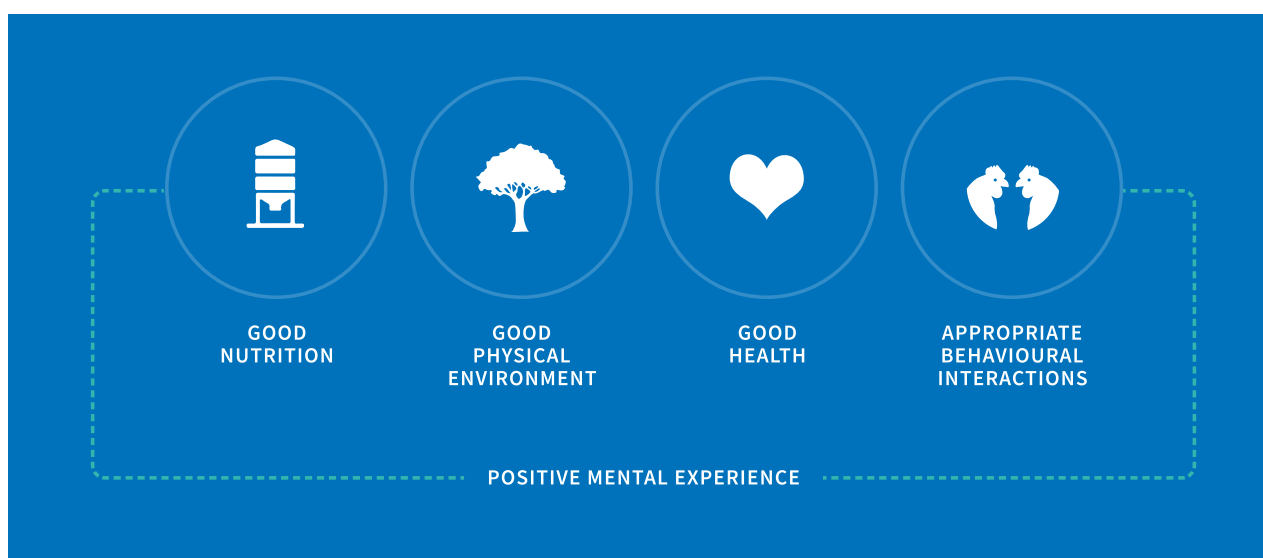 GOOD
NUTRITION
GOOD
PHYSICAL
ENVIRONMENT
GOOD
HEALTH
APPROPRIATE
BEHAVIOURAL
INTERACTIONS
POSITIVE MENTAL EXPERIENCE